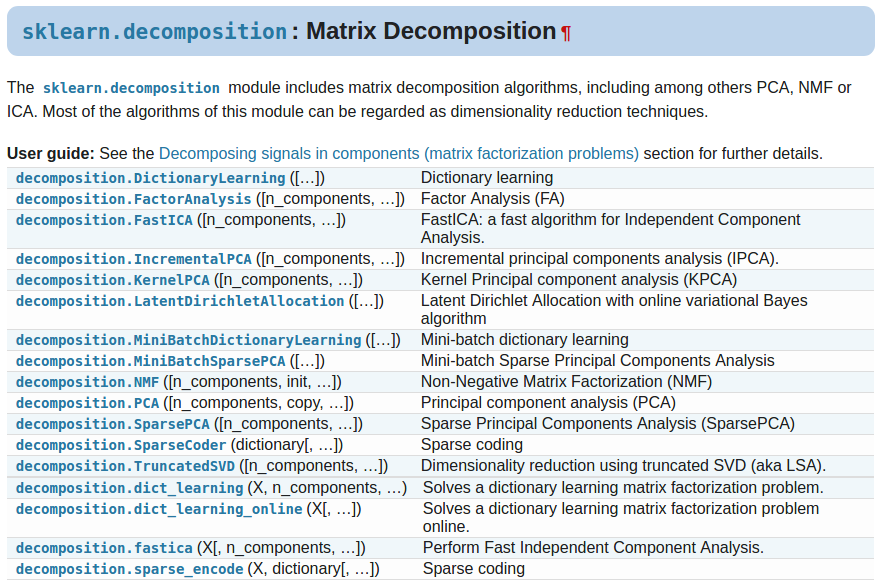 sklearn.decomposition: Matrix Decomposition¶
The sklearn.decomposition module includes matrix decomposition algorithms, including among others PCA, NMF or
ICA. Most of the algorithms of this module can be regarded as dimensionality reduction techniques.
User guide: See the Decomposing signals in components (matrix factorization problems) section for further details.
decomposition.DictionaryLearning ([…]) Dictionary learning
decomposition.FactorAnalysis ([n_components, …]) Factor Analysis (FA)
decomposition.FastICA ([n_components, …]) FastICA: a fast algorithm for Independent Component
Analysis.
decomposition.IncrementalPCA ([n_components, …]) Incremental principal components analysis (IPCA).
decomposition.KernelPCA ([n_components, …]) Kernel Principal component analysis (KPCA)
decomposition.LatentDirichletAllocation ([…]) Latent Dirichlet Allocation with online variational Bayes
algorithm
decomposition.MiniBatchDictionaryLearning ([…]) Mini-batch dictionary learning
decomposition.MiniBatchSparsePCA ([…]) Mini-batch Sparse Principal Components Analysis
decomposition.NMF ([n_components, init, …]) Non-Negative Matrix Factorization (NMF)
decomposition.PCA ([n_components, copy, …]) Principal component analysis (PCA)
decomposition.SparsePCA ([n_components, …]) Sparse Principal Components Analysis (SparsePCA)
decomposition.SparseCoder (dictionary[, …]) Sparse coding
decomposition.TruncatedSVD ([n_components, …]) Dimensionality reduction using truncated SVD (aka LSA).
decomposition.dict_learning (X, n_components, …) Solves a dictionary learning matrix factorization problem.
decomposition.dict_learning_online (X[, …]) Solves a dictionary learning matrix factorization problem
online.
decomposition.fastica (X[, n_components, …]) Perform Fast Independent Component Analysis.
decomposition.sparse_encode (X, dictionary[, …]) Sparse coding